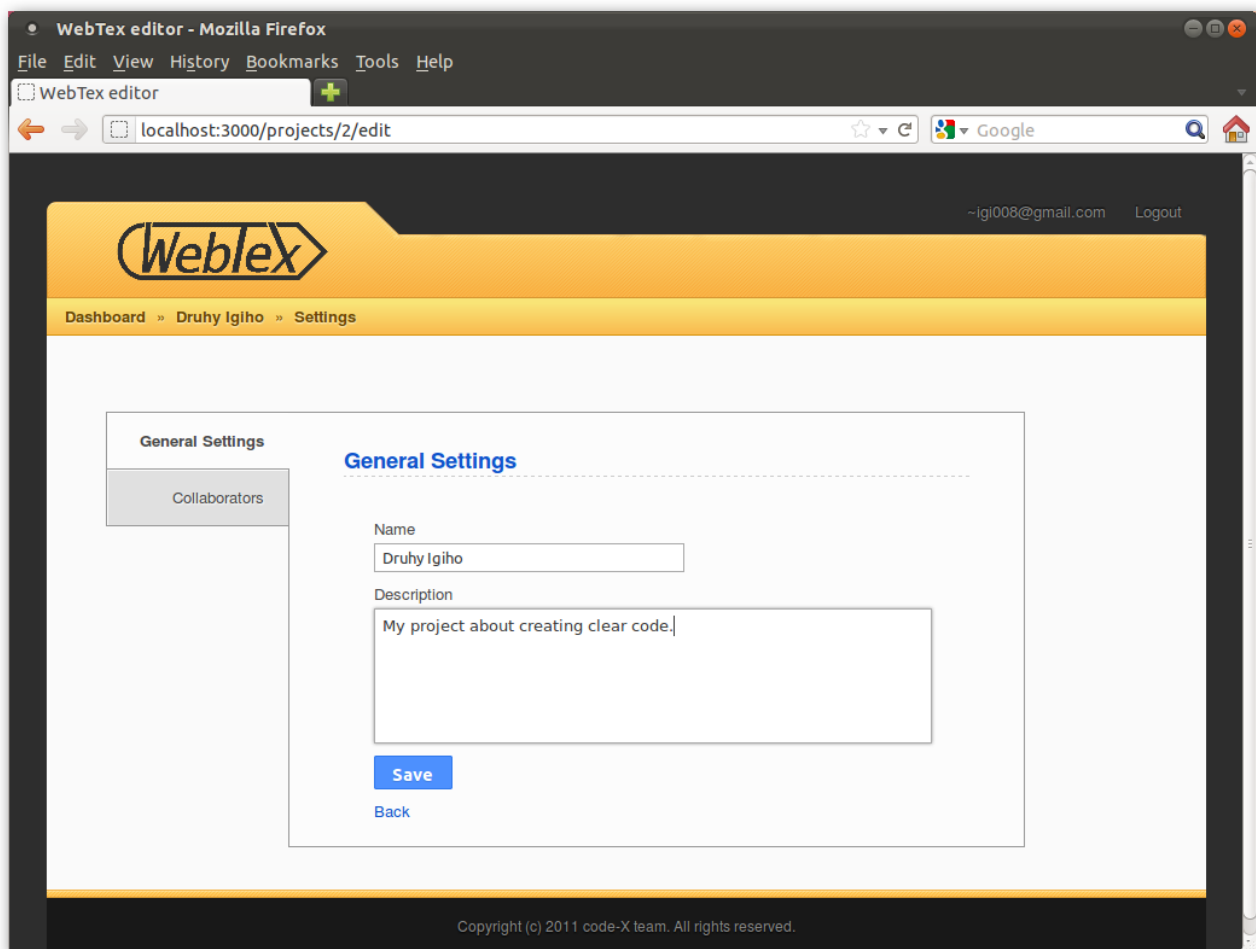 WebTex editor - Mozilla Firefox
File Edit View History Bookmarks Tools Help
WebTex editor
localhost:3000/projects/2/edit Google
~igi008@gmail.com Logout
WebTeX
Dashboard » Druhy Igiho » Settings
General Settings
Collaborators
General Settings
Name
Druhy Igiho
Description
My project about creating clear code.
Save
Back
Copyright (c) 2011 code-X team. All rights reserved.